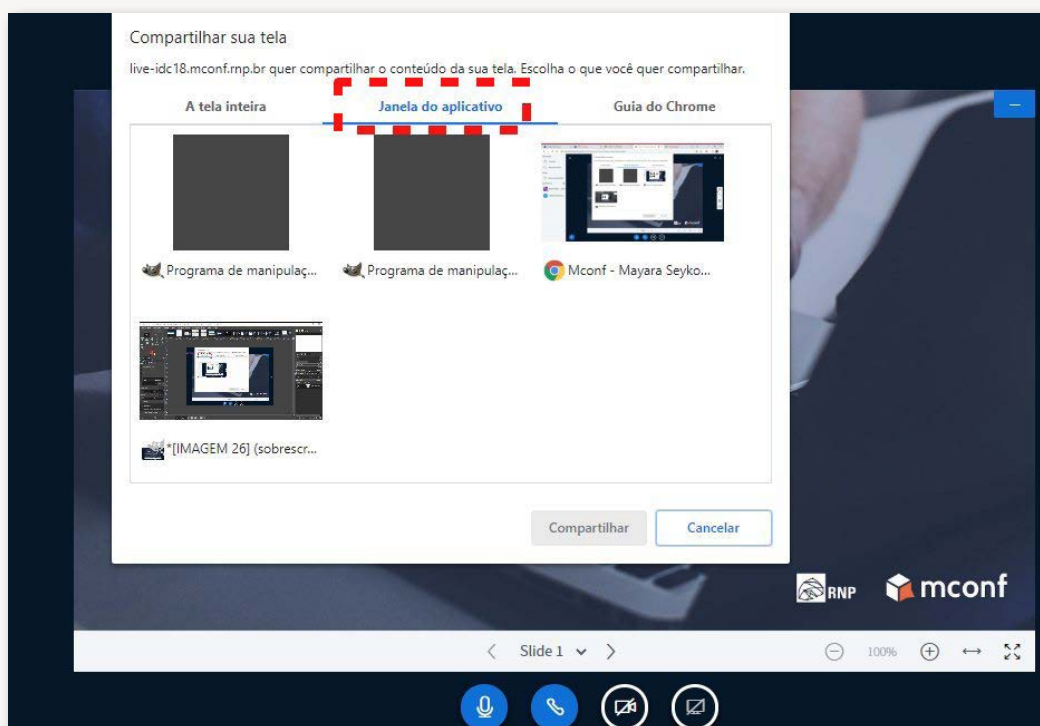 Compartilhar sua tela
live-idc18.mconf.rnp.br quer compartilhar o conteúdo da sua tela. Escolha o que você quer compartilhar.
A tela inteira Janela do aplicativo Guia do Chrome
Programa de manipulaç... Programa de manipulaç... Mconf - Mayara Seyko...
*[IMAGEM 26] (sobrescr...
Compartilhar Cancelar
RNP mconf
Slide 1 100%